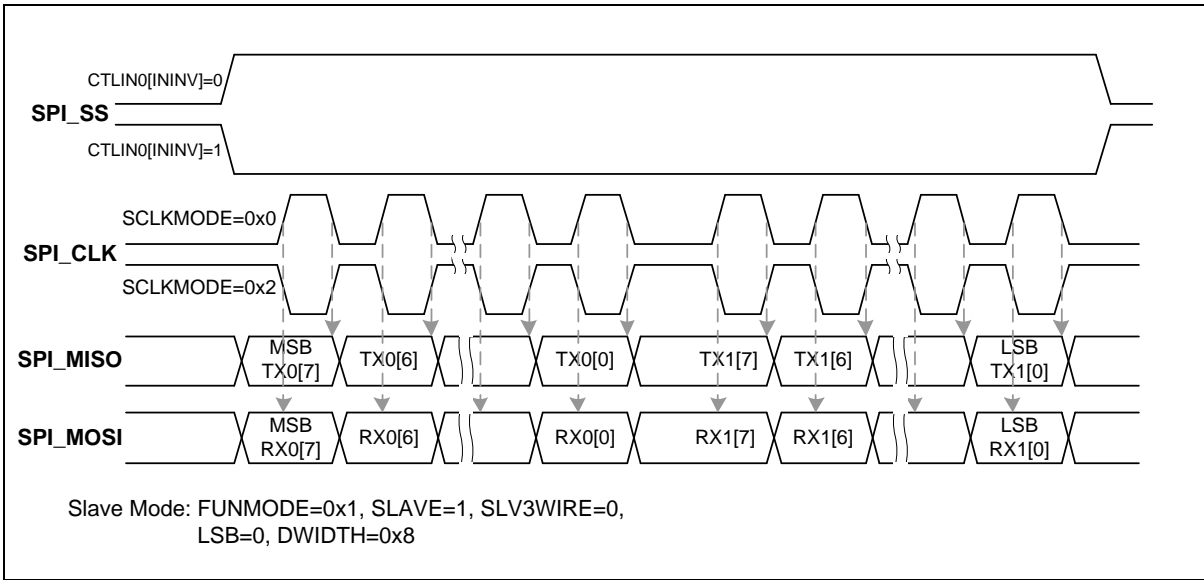 CTLIN0[ININV]=0
SPI_SS
CTLIN0[ININV]=1
SCLKMODE=0x0
SPI_CLK
SCLKMODE=0x2
SPI_MISO
MSB
TX0[7]
TX0[6]
TX0[0]
TX1[7]
TX1[6]
LSB
TX1[0]
SPI_MOSI
MSB
RX0[7]
RX0[6]
RX0[0]
RX1[7]
RX1[6]
LSB
RX1[0]
Slave Mode: FUNMODE=0x1, SLAVE=1, SLV3WIRE=0,
LSB=0, DWIDTH=0x8